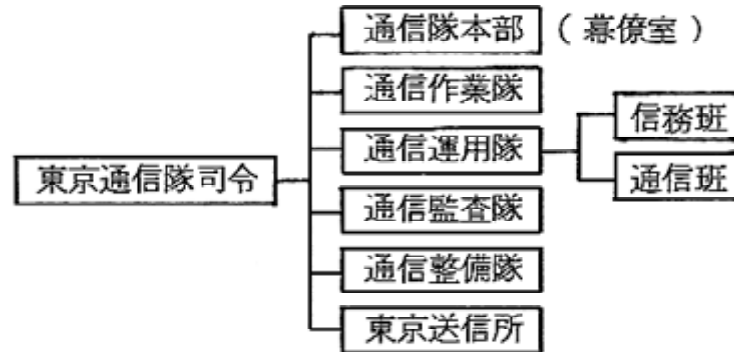 通信隊本部 （幕僚室）
通信作業隊
信務班
通信運用隊
通信班
東京通信隊司令
通信監査隊
通信整備隊
東京送信所